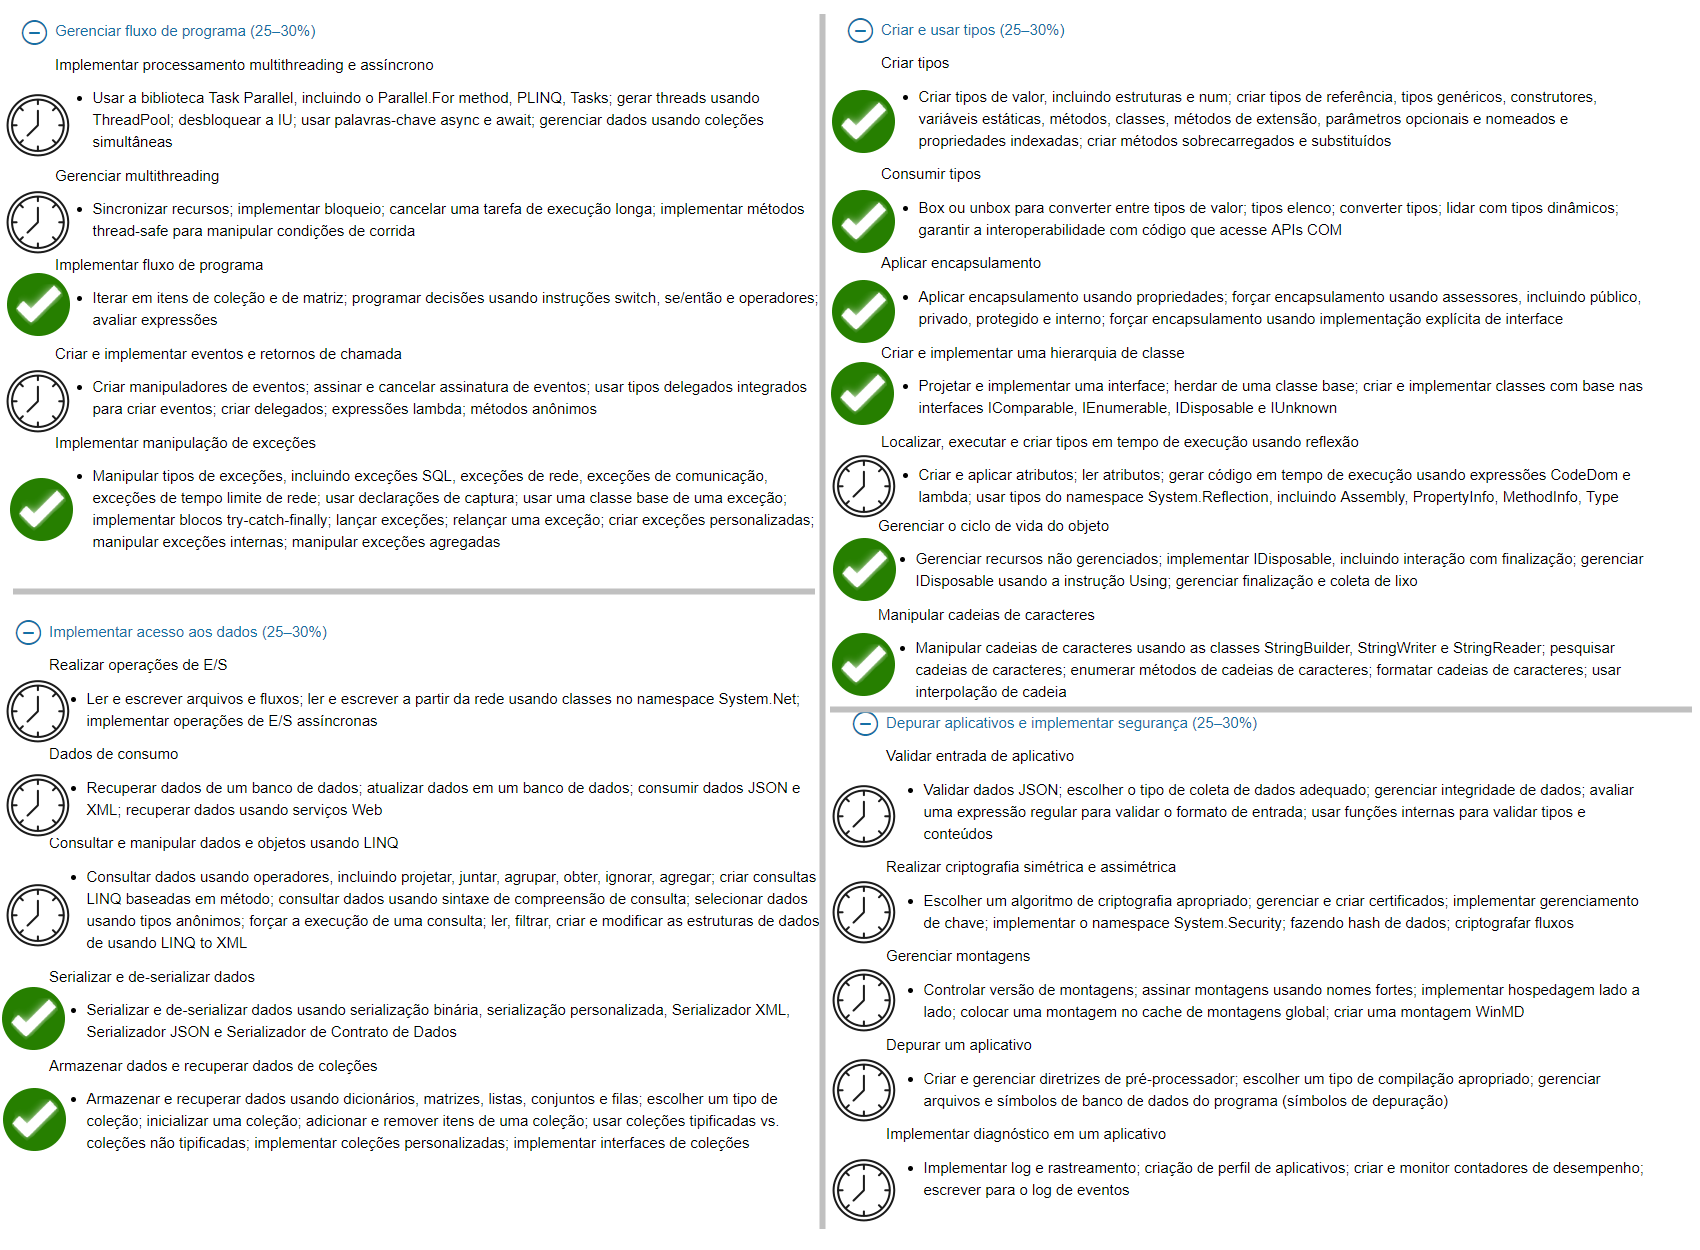 Gerenciar fluxo de programa (25–30%)
Implementar processamento multithreading e assíncrono
• Usar a biblioteca Task Parallel, incluindo o Parallel.For method, PLINQ, Tasks; gerar threads usando
ThreadPool; desbloquear a IU; usar palavras-chave async e await; gerenciar dados usando coleções
simultâneas
Gerenciar multithreading
• Sincronizar recursos; implementar bloqueio; cancelar uma tarefa de execução longa; implementar métodos
thread-safe para manipular condições de corrida
Implementar fluxo de programa
• Iterar em itens de coleção e de matriz; programar decisões usando instruções switch, se/então e operadores;
avaliar expressões
Criar e implementar eventos e retornos de chamada
• Criar manipuladores de eventos; assinar e cancelar assinatura de eventos; usar tipos delegados integrados
para criar eventos; criar delegados; expressões lambda; métodos anônimos
Implementar manipulação de exceções
• Manipular tipos de exceções, incluindo exceções SQL, exceções de rede, exceções de comunicação,
exceções de tempo limite de rede; usar declarações de captura; usar uma classe base de uma exceção;
implementar blocos try-catch-finally; lançar exceções; relançar uma exceção; criar exceções personalizadas;
manipular exceções internas; manipular exceções agregadas
Implementar acesso aos dados (25–30%)
Realizar operações de E/S
• Ler e escrever arquivos e fluxos; ler e escrever a partir da rede usando classes no namespace System.Net;
implementar operações de E/S assíncronas
Dados de consumo
• Recuperar dados de um banco de dados; atualizar dados em um banco de dados; consumir dados JSON e
XML; recuperar dados usando serviços Web
Consultar e manipular dados e objetos usando LINQ
• Consultar dados usando operadores, incluindo projetar, juntar, agrupar, obter, ignorar, agregar; criar consultas
LINQ baseadas em método; consultar dados usando sintaxe de compreensão de consulta; selecionar dados
usando tipos anônimos; forçar a execução de uma consulta; ler, filtrar, criar e modificar as estruturas de dados
de usando LINQ to XML
Serializar e de-serializar dados
• Serializar e de-serializar dados usando serialização binária, serialização personalizada, Serializador XML,
Serializador JSON e Serializador de Contrato de Dados
Armazenar dados e recuperar dados de coleções
• Armazenar e recuperar dados usando dicionários, matrizes, listas, conjuntos e filas; escolher um tipo de
coleção; inicializar uma coleção; adicionar e remover itens de uma coleção; usar coleções tipificadas vs.
coleções não tipificadas; implementar coleções personalizadas; implementar interfaces de coleções
Criar e usar tipos (25–30%)
Criar tipos
• Criar tipos de valor, incluindo estruturas e num; criar tipos de referência, tipos genéricos, construtores,
variáveis estáticas, métodos, classes, métodos de extensão, parâmetros opcionais e nomeados e
propriedades indexadas; criar métodos sobrecarregados e substituídos
Consumir tipos
• Box ou unbox para converter entre tipos de valor; tipos elenco; converter tipos; lidar com tipos dinâmicos;
garantir a interoperabilidade com código que acesse APIs COM
Aplicar encapsulamento
• Aplicar encapsulamento usando propriedades; forçar encapsulamento usando assessores, incluindo público,
privado, protegido e interno; forçar encapsulamento usando implementação explícita de interface
Criar e implementar uma hierarquia de classe
• Projetar e implementar uma interface; herdar de uma classe base; criar e implementar classes com base nas
interfaces IComparable, IEnumerable, IDisposable e IUnknown
Localizar, executar e criar tipos em tempo de execução usando reflexão
• Criar e aplicar atributos; ler atributos; gerar código em tempo de execução usando expressões CodeDom e
lambda; usar tipos do namespace System.Reflection, incluindo Assembly, PropertyInfo, MethodInfo, Type
Gerenciar o ciclo de vida do objeto
• Gerenciar recursos não gerenciados; implementar IDisposable, incluindo interação com finalização; gerenciar
IDisposable usando a instrução Using; gerenciar finalização e coleta de lixo
Manipular cadeias de caracteres
• Manipular cadeias de caracteres usando as classes StringBuilder, StringWriter e StringReader; pesquisar
cadeias de caracteres; enumerar métodos de cadeias de caracteres; formatar cadeias de caracteres; usar
interpolação de cadeia
Depurar aplicativos e implementar segurança (25–30%)
Validar entrada de aplicativo
• Validar dados JSON; escolher o tipo de coleta de dados adequado; gerenciar integridade de dados; avaliar
uma expressão regular para validar o formato de entrada; usar funções internas para validar tipos e
conteúdos
Realizar criptografia simétrica e assimétrica
• Escolher um algoritmo de criptografia apropriado; gerenciar e criar certificados; implementar gerenciamento
de chave; implementar o namespace System.Security; fazendo hash de dados; criptografar fluxos
Gerenciar montagens
• Controlar versão de montagens; assinar montagens usando nomes fortes; implementar hospedagem lado a
lado; colocar uma montagem no cache de montagens global; criar uma montagem WinMD
Depurar um aplicativo
• Criar e gerenciar diretrizes de pré-processador; escolher um tipo de compilação apropriado; gerenciar
arquivos e símbolos de banco de dados do programa (símbolos de depuração)
Implementar diagnóstico em um aplicativo
• Implementar log e rastreamento; criação de perfil de aplicativos; criar e monitor contadores de desempenho;
escrever para o log de eventos